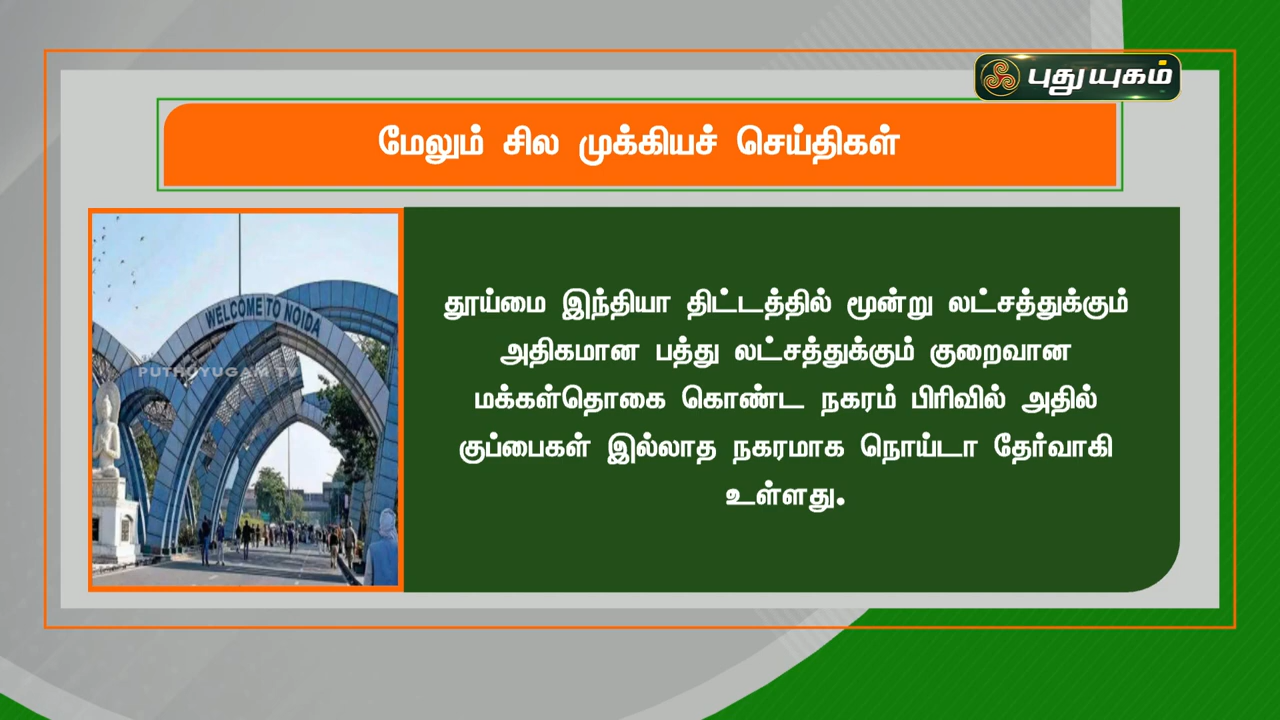 புதுயுகம்
மேலும் சில முக்கியச் செய்திகள்
WELCOME TO NOIDA
PUTHUYUGAM TV
தூய்மை இந்தியா திட்டத்தில் மூன்று லட்சத்துக்கும்
அதிகமான பத்து லட்சத்துக்கும் குறைவான
மக்கள்தொகை கொண்ட நகரம் பிரிவில் அதில்
குப்பைகள் இல்லாத நகரமாக நொய்டா தேர்வாகி
உள்ளது.